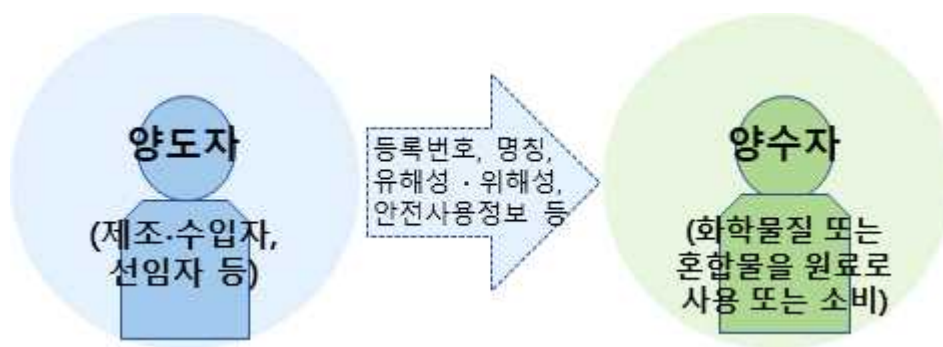 양도자
(제조·수입자,
선임자 등)
등록번호, 명칭,
유해성·위해성,
안전사용정보 등
양수자
(화학물질 또는
혼합물을 원료로
사용 또는 소비)